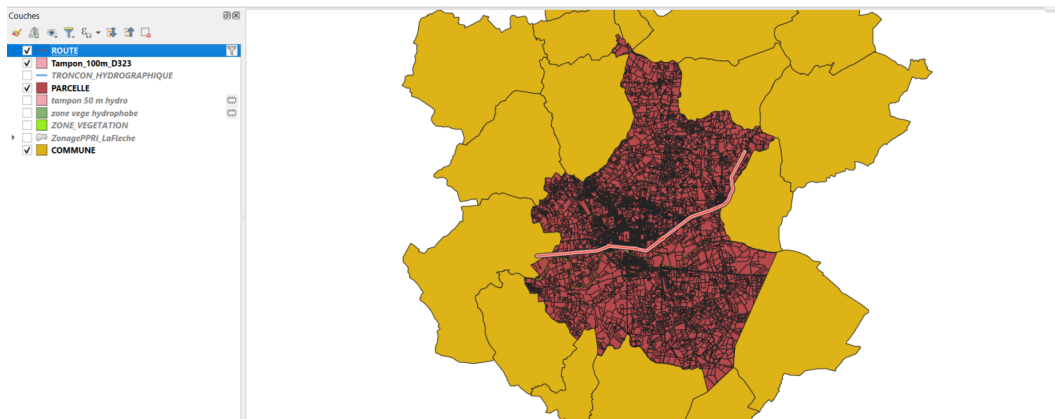 Couches
ROUTE
Tampon_100m_D323
TRONCON_HYDROGRAPHIQUE
PARCELLE
tampon 50 m hydro
zone vege hydrophobe
ZONE_VEGETATION
ZonagePPRI_LaFleche
COMMUNE